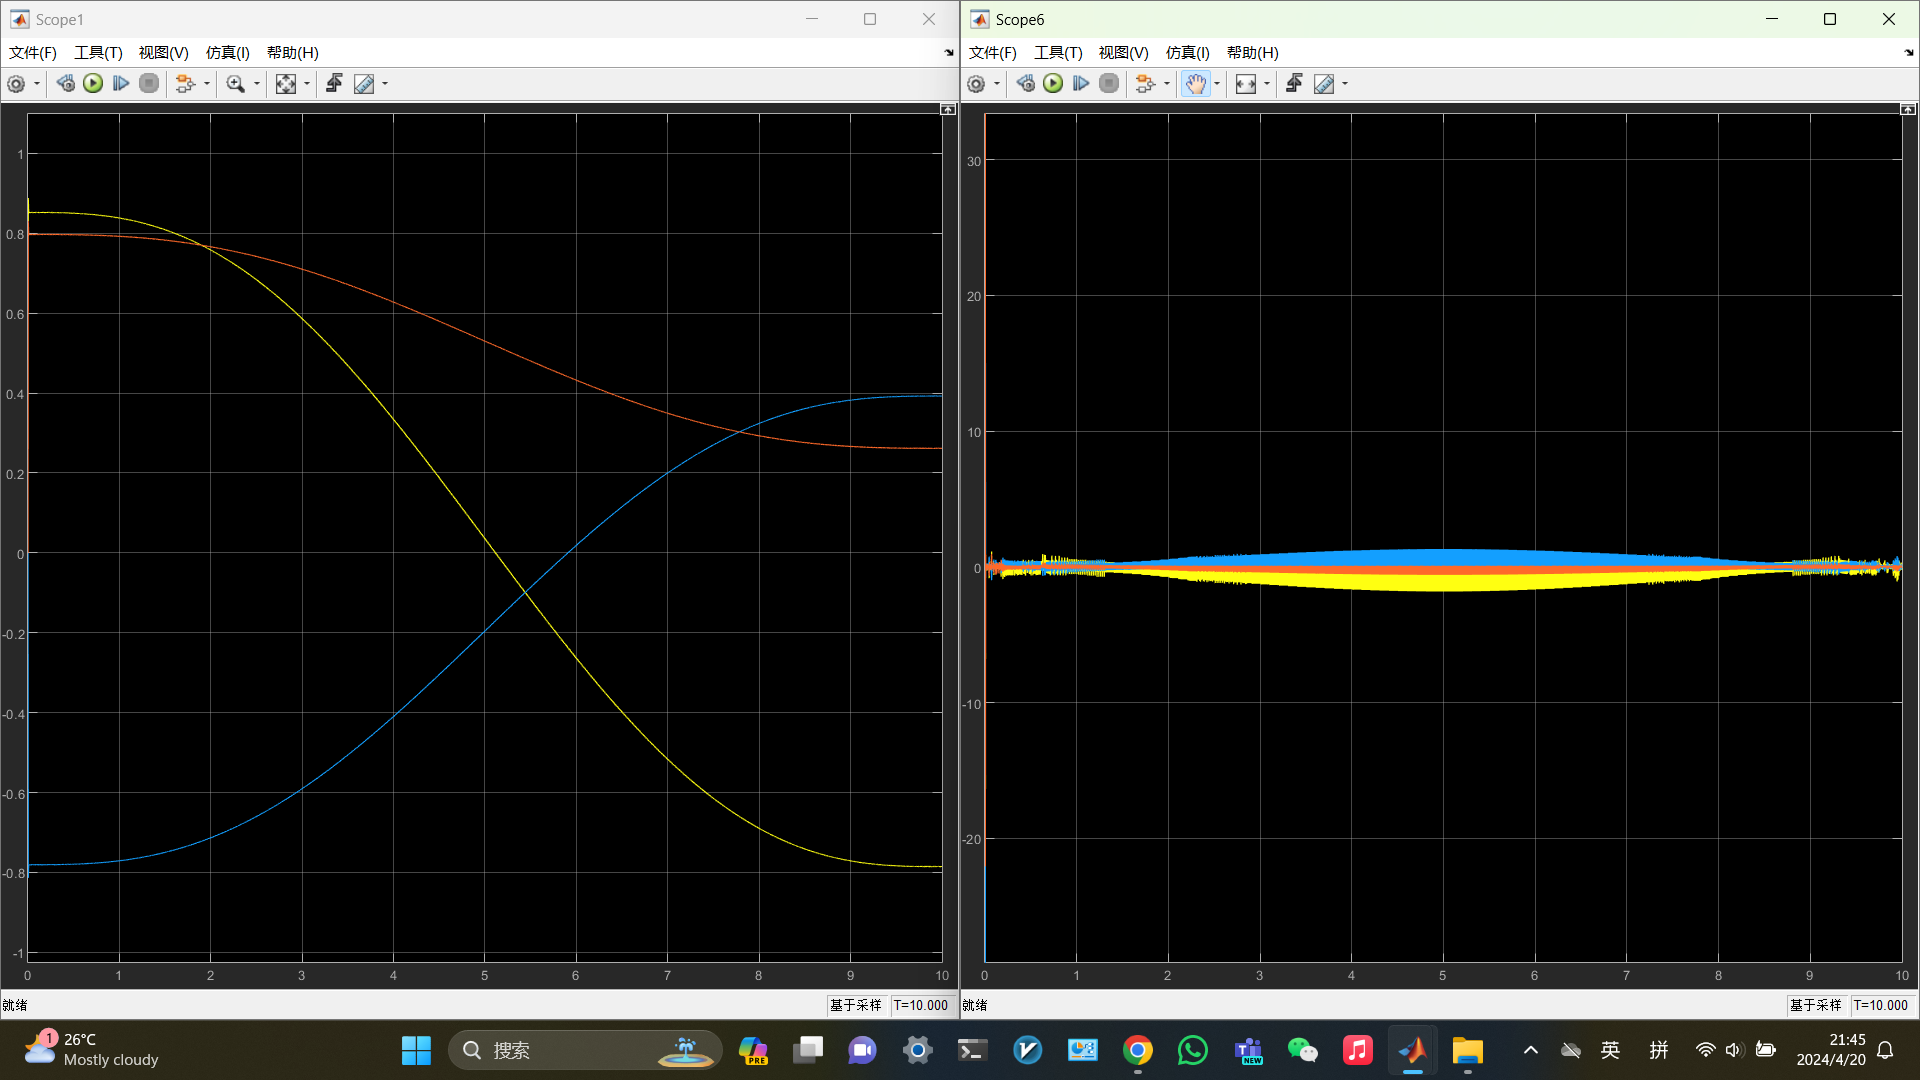 Scope1
文件(F) 工具(T) 视图(V) 仿真(I) 帮助(H)
1
0.8
0.6
0.4
0.2
0
-0.2
-0.4
-0.6
-0.8
-1
0 1 2 3 4 5 6 7 8 9 10
就绪 基于采样 T=10.000
Scope6
文件(F) 工具(T) 视图(V) 仿真(I) 帮助(H)
30
20
10
0
-10
-20
0 1 2 3 4 5 6 7 8 9 10
就绪 基于采样 T=10.000
1
26°C
Mostly cloudy
搜索
PRE
NEW
英 拼
21:45
2024/4/20